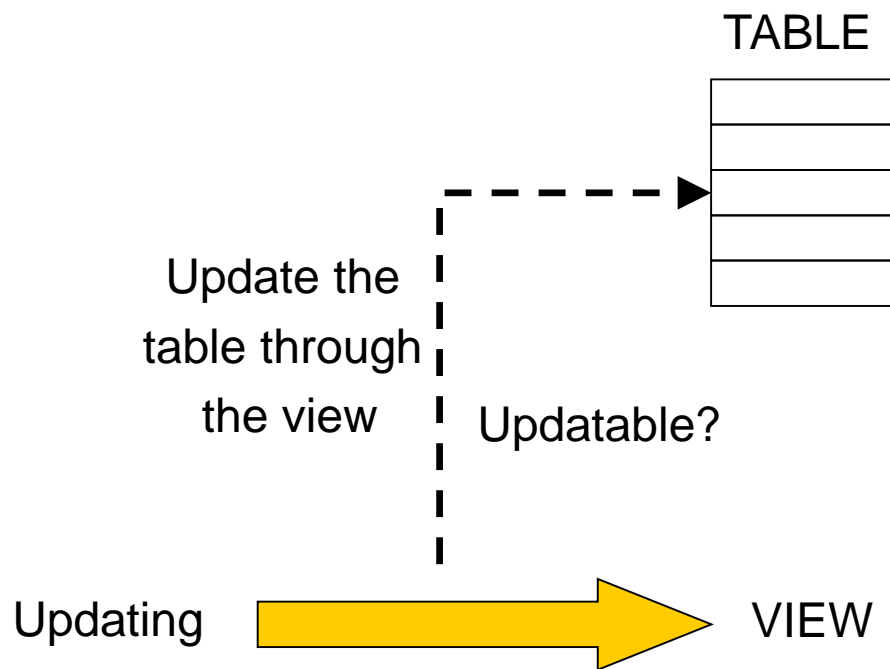 TABLE
Update the
table through
the view
Updatable?
Updating
VIEW